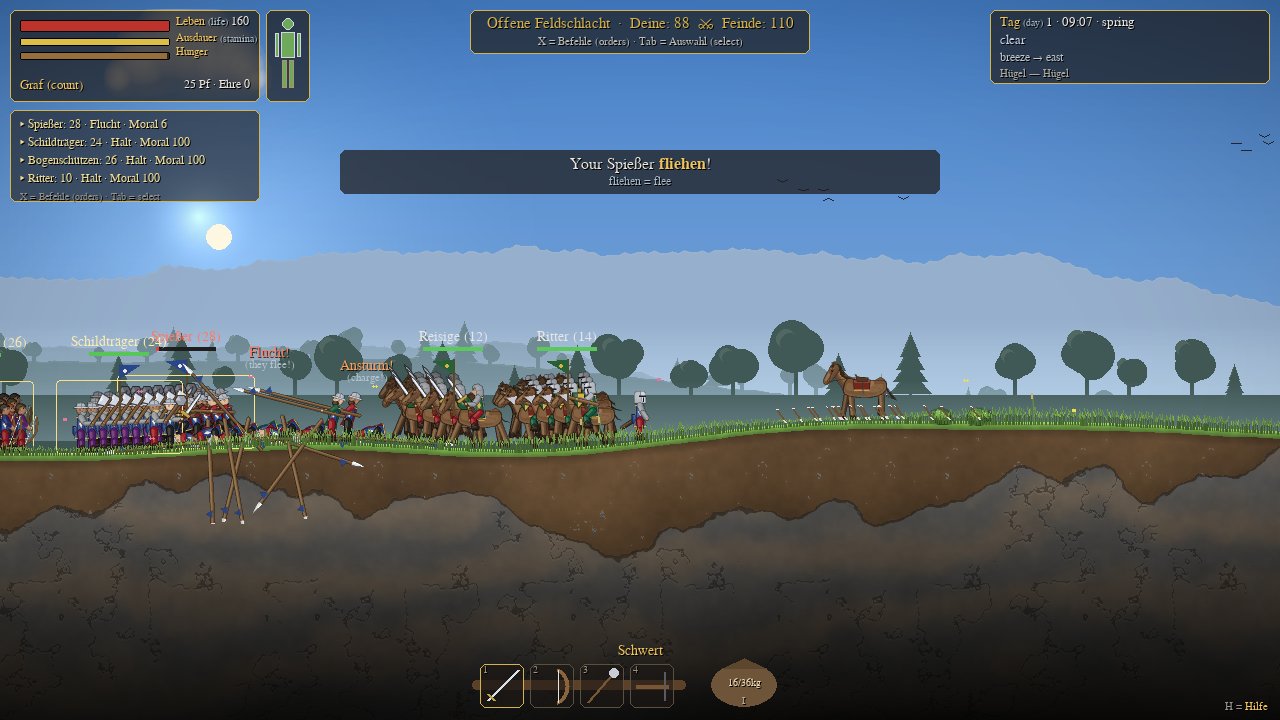 Leben (life) 160
Ausdauer (stamina)
Hunger
Graf (count) 25 Pf · Ehre 0
Offene Feldschlacht · Deine: 88 ⚔ Feinde: 110
X = Befehle (orders) · Tab = Auswahl (select)
Tag (day) 1 · 09:07 · spring
clear
breeze → east
Hügel — Hügel
▸ Spießer: 28 · Flucht · Moral 6
▸ Schildträger: 24 · Halt · Moral 100
▸ Bogenschützen: 26 · Halt · Moral 100
▸ Ritter: 10 · Halt · Moral 100
X = Befehle (orders) · Tab = select
Your Spießer fliehen!
fliehen = flee
(26)
Schildträger (24)
Spießer (28)
Reisige (12)
Ritter (14)
Flucht!
(they flee!)
Ansturm!
(charge
Schwert
1 2 3 4
16/36kg
I
H = Hilfe